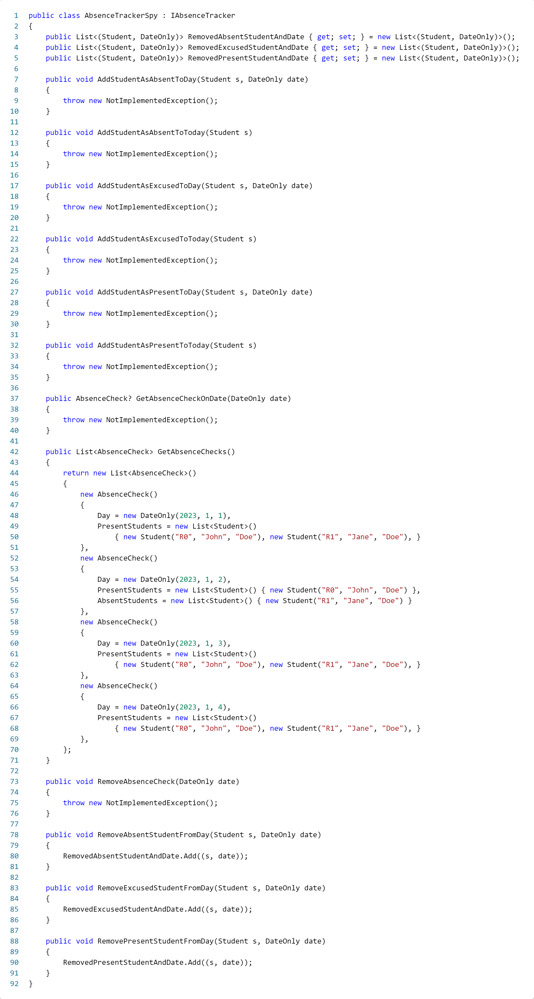 1 public class AbsenceTrackerSpy : IAbsenceTracker
2 {
3     public List<(Student, DateOnly)> RemovedAbsentStudentAndDate { get; set; } = new List<(Student, DateOnly)>();
4     public List<(Student, DateOnly)> RemovedExcusedStudentAndDate { get; set; } = new List<(Student, DateOnly)>();
5     public List<(Student, DateOnly)> RemovedPresentStudentAndDate { get; set; } = new List<(Student, DateOnly)>();
6
7     public void AddStudentAsAbsentToDay(Student s, DateOnly date)
8     {
9         throw new NotImplementedException();
10     }
11
12     public void AddStudentAsAbsentToToday(Student s)
13     {
14         throw new NotImplementedException();
15     }
16
17     public void AddStudentAsExcusedToDay(Student s, DateOnly date)
18     {
19         throw new NotImplementedException();
20     }
21
22     public void AddStudentAsExcusedToToday(Student s)
23     {
24         throw new NotImplementedException();
25     }
26
27     public void AddStudentAsPresentToDay(Student s, DateOnly date)
28     {
29         throw new NotImplementedException();
30     }
31
32     public void AddStudentAsPresentToToday(Student s)
33     {
34         throw new NotImplementedException();
35     }
36
37     public AbsenceCheck? GetAbsenceCheckOnDate(DateOnly date)
38     {
39         throw new NotImplementedException();
40     }
41
42     public List<AbsenceCheck> GetAbsenceChecks()
43     {
44         return new List<AbsenceCheck>()
45         {
46             new AbsenceCheck()
47             {
48                 Day = new DateOnly(2023, 1, 1),
49                 PresentStudents = new List<Student>()
50                     { new Student("R0", "John", "Doe"), new Student("R1", "Jane", "Doe"), }
51             },
52             new AbsenceCheck()
53             {
54                 Day = new DateOnly(2023, 1, 2),
55                 PresentStudents = new List<Student>() { new Student("R0", "John", "Doe") },
56                 AbsentStudents = new List<Student>() { new Student("R1", "Jane", "Doe") }
57             },
58             new AbsenceCheck()
59             {
60                 Day = new DateOnly(2023, 1, 3),
61                 PresentStudents = new List<Student>()
62                     { new Student("R0", "John", "Doe"), new Student("R1", "Jane", "Doe"), }
63             },
64             new AbsenceCheck()
65             {
66                 Day = new DateOnly(2023, 1, 4),
67                 PresentStudents = new List<Student>()
68                     { new Student("R0", "John", "Doe"), new Student("R1", "Jane", "Doe"), }
69             },
70         };
71     }
72
73     public void RemoveAbsenceCheck(DateOnly date)
74     {
75         throw new NotImplementedException();
76     }
77
78     public void RemoveAbsentStudentFromDay(Student s, DateOnly date)
79     {
80         RemovedAbsentStudentAndDate.Add((s, date));
81     }
82
83     public void RemoveExcusedStudentFromDay(Student s, DateOnly date)
84     {
85         RemovedExcusedStudentAndDate.Add((s, date));
86     }
87
88     public void RemovePresentStudentFromDay(Student s, DateOnly date)
89     {
90         RemovedPresentStudentAndDate.Add((s, date));
91     }
92 }